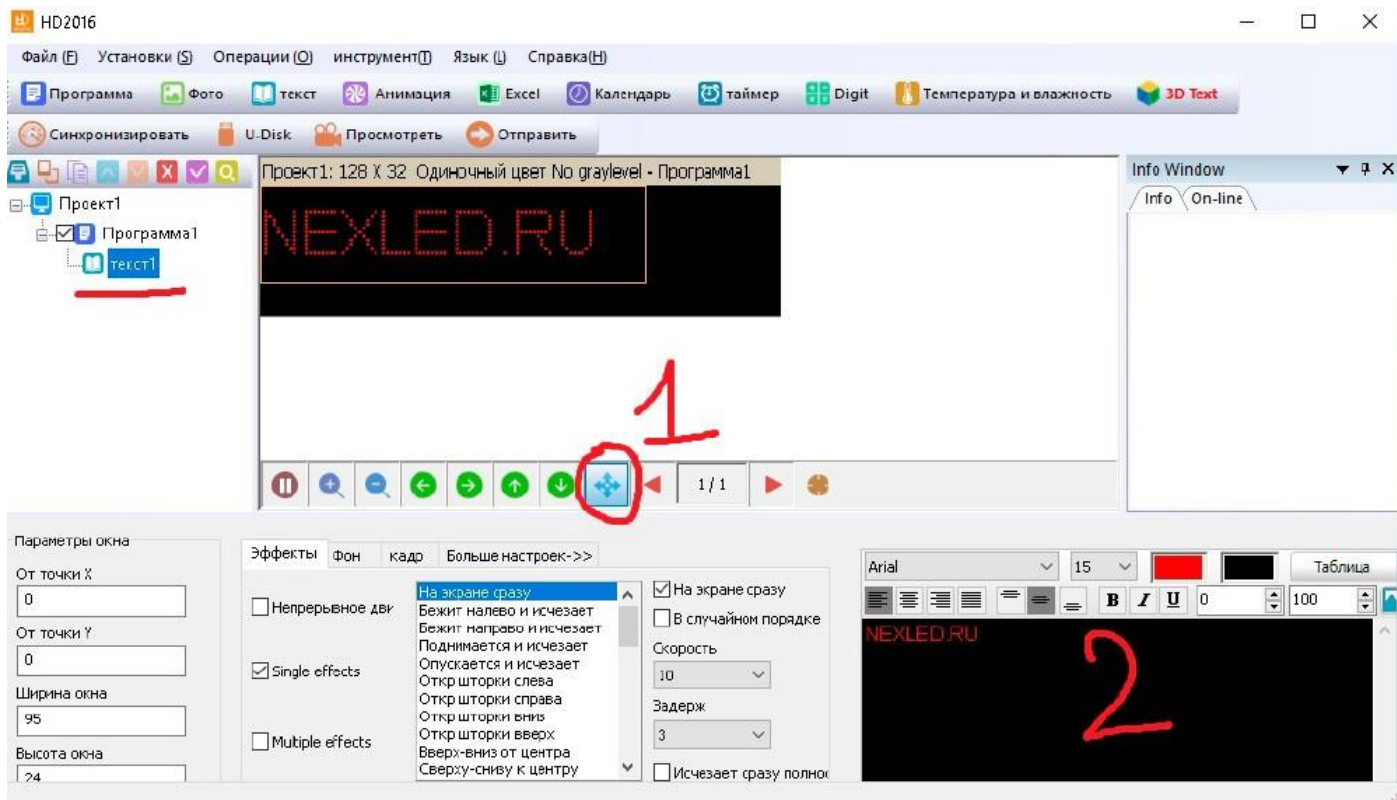 HD2016
Файл (F) Установки (S) Операции (O) инструмент(T) Язык (L) Справка(H)
Программа Фото текст Анимация Excel Календарь таймер Digit Температура и влажность 3D Text
Синхронизировать U-Disk Просмотреть Отправить
Проект1: 128 X 32 Одиночный цвет No graylevel - Программа1
Info Window
Info On-line
Проект1
Программа1
текст1
NEXLED.RU
1
1/1
Параметры окна
От точки X
0
От точки Y
0
Ширина окна
95
Высота окна
24
Эффекты Фон кадр Больше настроек->>
Непрерывное дви
Single effects
Multiple effects
На экране сразу
Бежит налево и исчезает
Бежит направо и исчезает
Поднимается и исчезает
Опускается и исчезает
Откр шторки слева
Откр шторки справа
Откр шторки вниз
Откр шторки вверх
Вверх-вниз от центра
Сверху-снизу к центру
На экране сразу
В случайном порядке
Скорость
10
Задерж
3
Исчезает сразу полнос
Arial 15 Таблица
B I U 0 100
NEXLED.RU
2